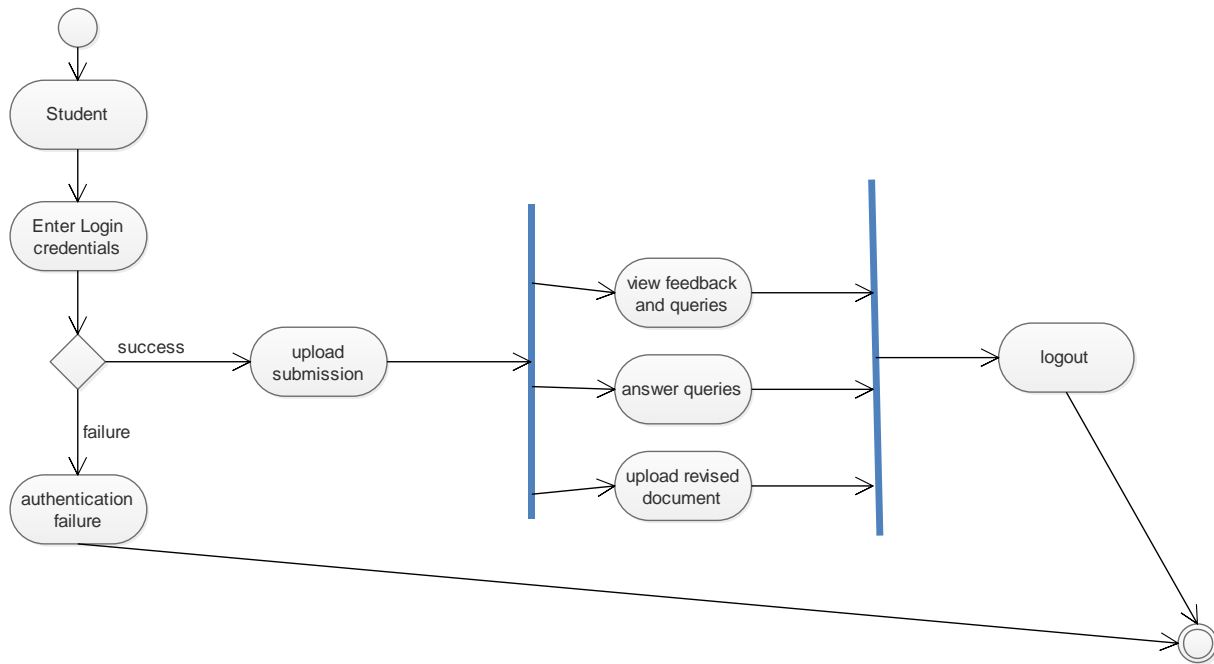 Student
Enter Login
credentials
success
upload
submission
failure
authentication
failure
view feedback
and queries
answer queries
upload revised
document
logout